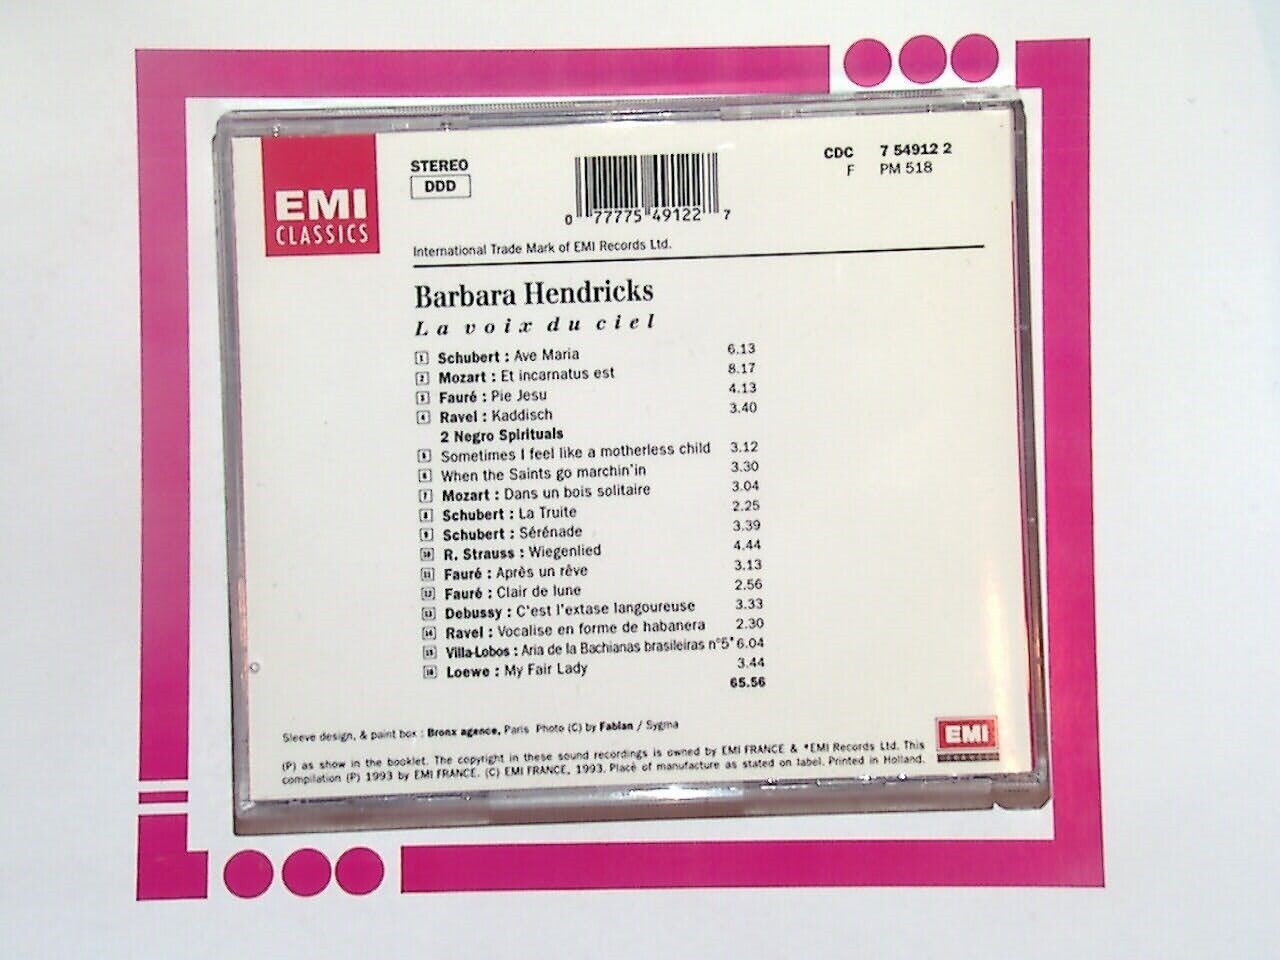 EMI
CLASSICS
STEREO
DDD
0 77775 49122 7
CDC 7 54912 2
F PM 518
International Trade Mark of EMI Records Ltd.
Barbara Hendricks
La voix du ciel
1 Schubert : Ave Maria 6.13
2 Mozart : Et incarnatus est 8.17
3 Fauré : Pie Jesu 4.13
4 Ravel : Kaddisch 3.40
2 Negro Spirituals
5 Sometimes I feel like a motherless child 3.12
6 When the Saints go marchin'in 3.30
7 Mozart : Dans un bois solitaire 3.04
8 Schubert : La Truite 2.25
9 Schubert : Sérénade 3.39
10 R. Strauss : Wiegenlied 4.44
11 Fauré : Après un rêve 3.13
12 Fauré : Clair de lune 2.56
13 Debussy : C'est l'extase langoureuse 3.33
14 Ravel : Vocalise en forme de habanera 2.30
15 Villa-Lobos : Aria de la Bachianas brasileiras n°5* 6.04
16 Loewe : My Fair Lady 3.44
65.56
Sleeve design, & paint box : Bronx agence, Paris Photo (C) by Fabian / Sygma
(P) as show in the booklet. The copyright in these sound recordings is owned by EMI FRANCE & *EMI Records Ltd. This
compilation (P) 1993 by EMI FRANCE. (C) EMI FRANCE, 1993. Place of manufacture as stated on label. Printed in Holland.
EMI